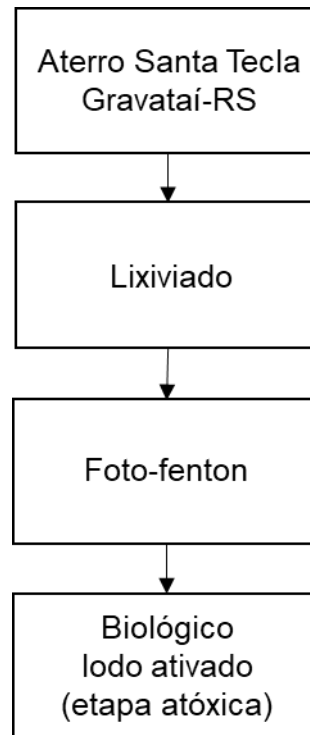 Aterro Santa Tecla
Gravataí-RS
Lixiviado
Foto-fenton
Biológico
lodo ativado
(etapa atóxica)